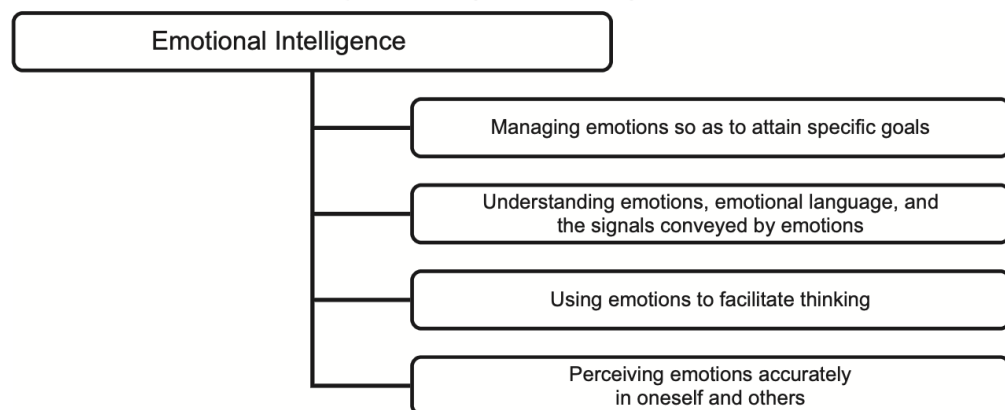 Emotional Intelligence
Managing emotions so as to attain specific goals
Understanding emotions, emotional language, and
the signals conveyed by emotions
Using emotions to facilitate thinking
Perceiving emotions accurately
in oneself and others